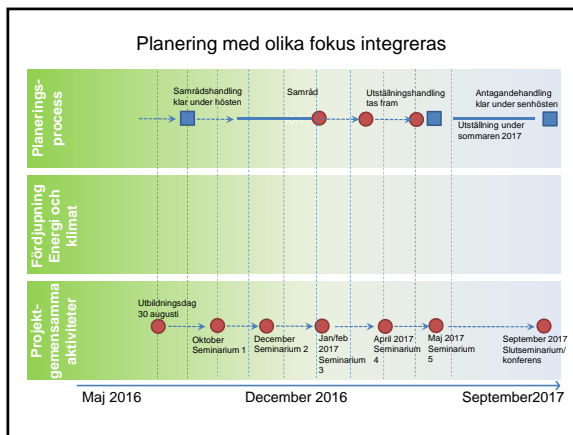 Planering med olika fokus integreras
Planerings-
process
Samrådshandling
klar under hösten
Samråd
Utställningshandling
tas fram
Antagandehandling
klar under senhösten
Utställning under
sommaren 2017
Fördjupning
Energi och
klimat
Projekt-
gemensamma
aktiviteter
Utbildningsdag
30 augusti
Oktober
Seminarium 1
December
Seminarium 2
Jan/feb
2017
Seminarium
3
April 2017
Seminarium
4
Maj 2017
Seminarium
5
September 2017
Slutseminarium/
konferens
Maj 2016
December 2016
September2017